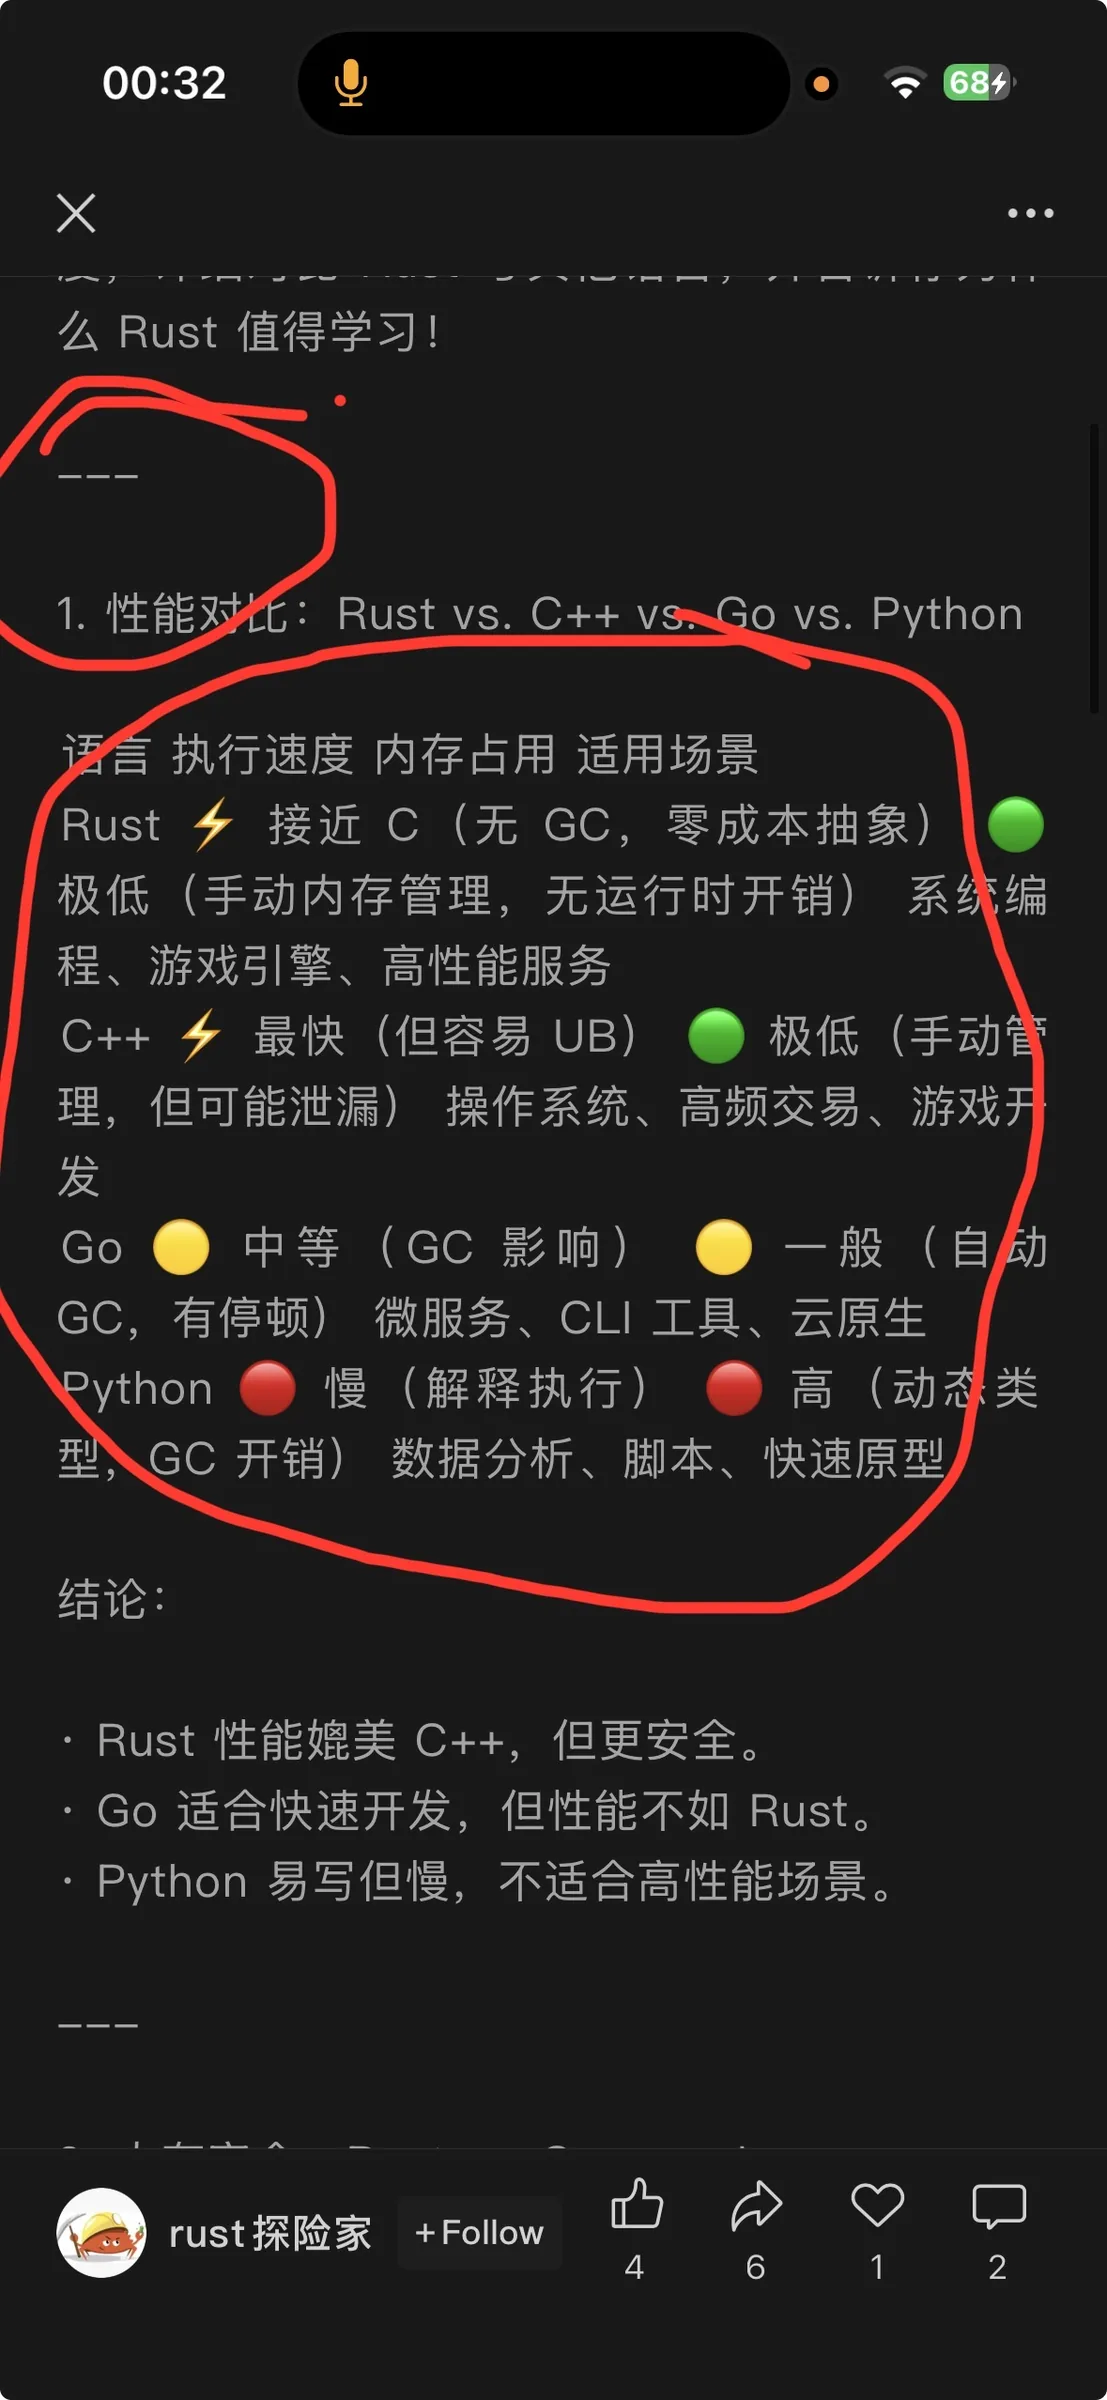 00:32
68
么 Rust 值得学习！
---
1. 性能对比：Rust vs. C++ vs. Go vs. Python
语言 执行速度 内存占用 适用场景
Rust ⚡ 接近 C（无 GC，零成本抽象） 🟢
极低（手动内存管理，无运行时开销） 系统编
程、游戏引擎、高性能服务
C++ ⚡ 最快（但容易 UB） 🟢 极低（手动管
理，但可能泄漏） 操作系统、高频交易、游戏开
发
Go 🟡 中等（GC 影响） 🟡 一般（自动
GC，有停顿） 微服务、CLI 工具、云原生
Python 🔴 慢（解释执行） 🔴 高（动态类
型，GC 开销） 数据分析、脚本、快速原型
结论：
· Rust 性能媲美 C++，但更安全。
· Go 适合快速开发，但性能不如 Rust。
· Python 易写但慢，不适合高性能场景。
---
rust探险家 +Follow
4 6 1 2